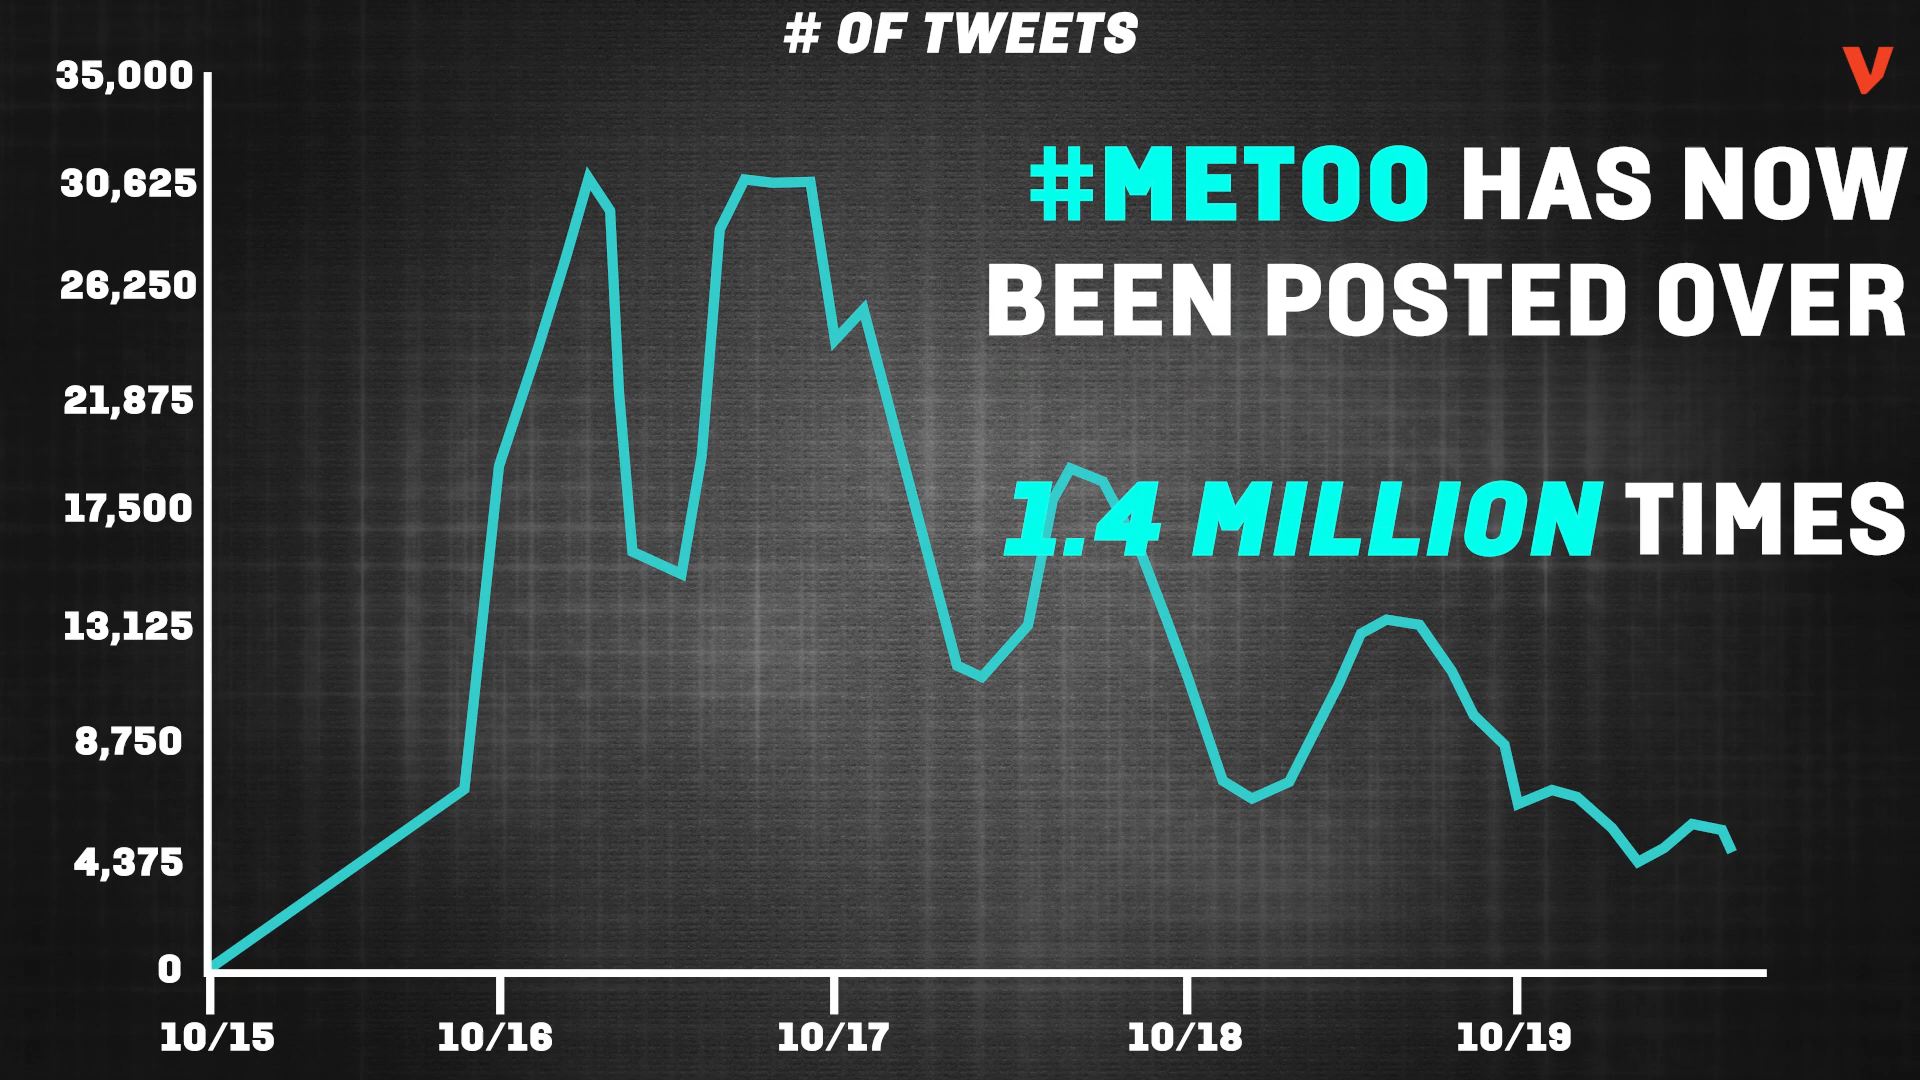 # OF TWEETS
35,000
30,625
26,250
21,875
17,500
13,125
8,750
4,375
0
#METOO HAS NOW
BEEN POSTED OVER
1.4 MILLION TIMES
10/15 10/16 10/17 10/18 10/19
V